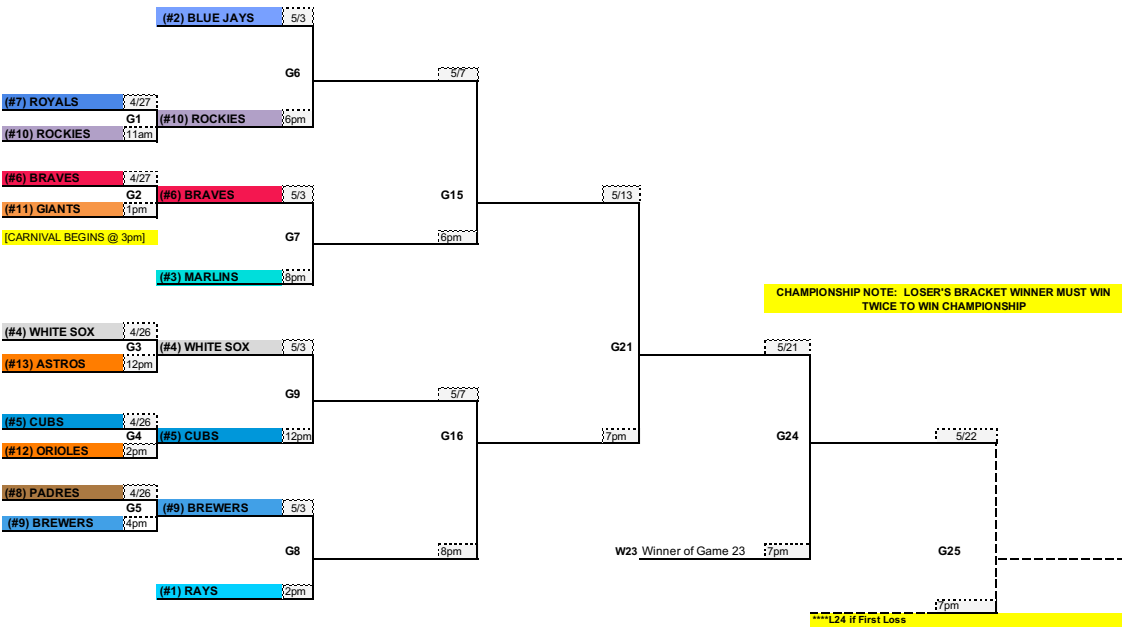 (#2) BLUE JAYS 5/3
G6 5/7
(#7) ROYALS 4/27
G1 (#10) ROCKIES 6pm
(#10) ROCKIES 11am
(#6) BRAVES 4/27
G2 (#6) BRAVES 5/3 G15 5/13
(#11) GIANTS 1pm
[CARNIVAL BEGINS @ 3pm] G7 6pm
(#3) MARLINS 8pm
CHAMPIONSHIP NOTE: LOSER'S BRACKET WINNER MUST WIN
TWICE TO WIN CHAMPIONSHIP
(#4) WHITE SOX 4/26
G3 (#4) WHITE SOX 5/3 G21 5/21
(#13) ASTROS 12pm
G9 5/7
(#5) CUBS 4/26
G4 (#5) CUBS 12pm G16 7pm G24 5/22
(#12) ORIOLES 2pm
(#8) PADRES 4/26
G5 (#9) BREWERS 5/3
(#9) BREWERS 4pm
G8 8pm W23 Winner of Game 23 7pm G25
(#1) RAYS 2pm
7pm
****L24 if First Loss